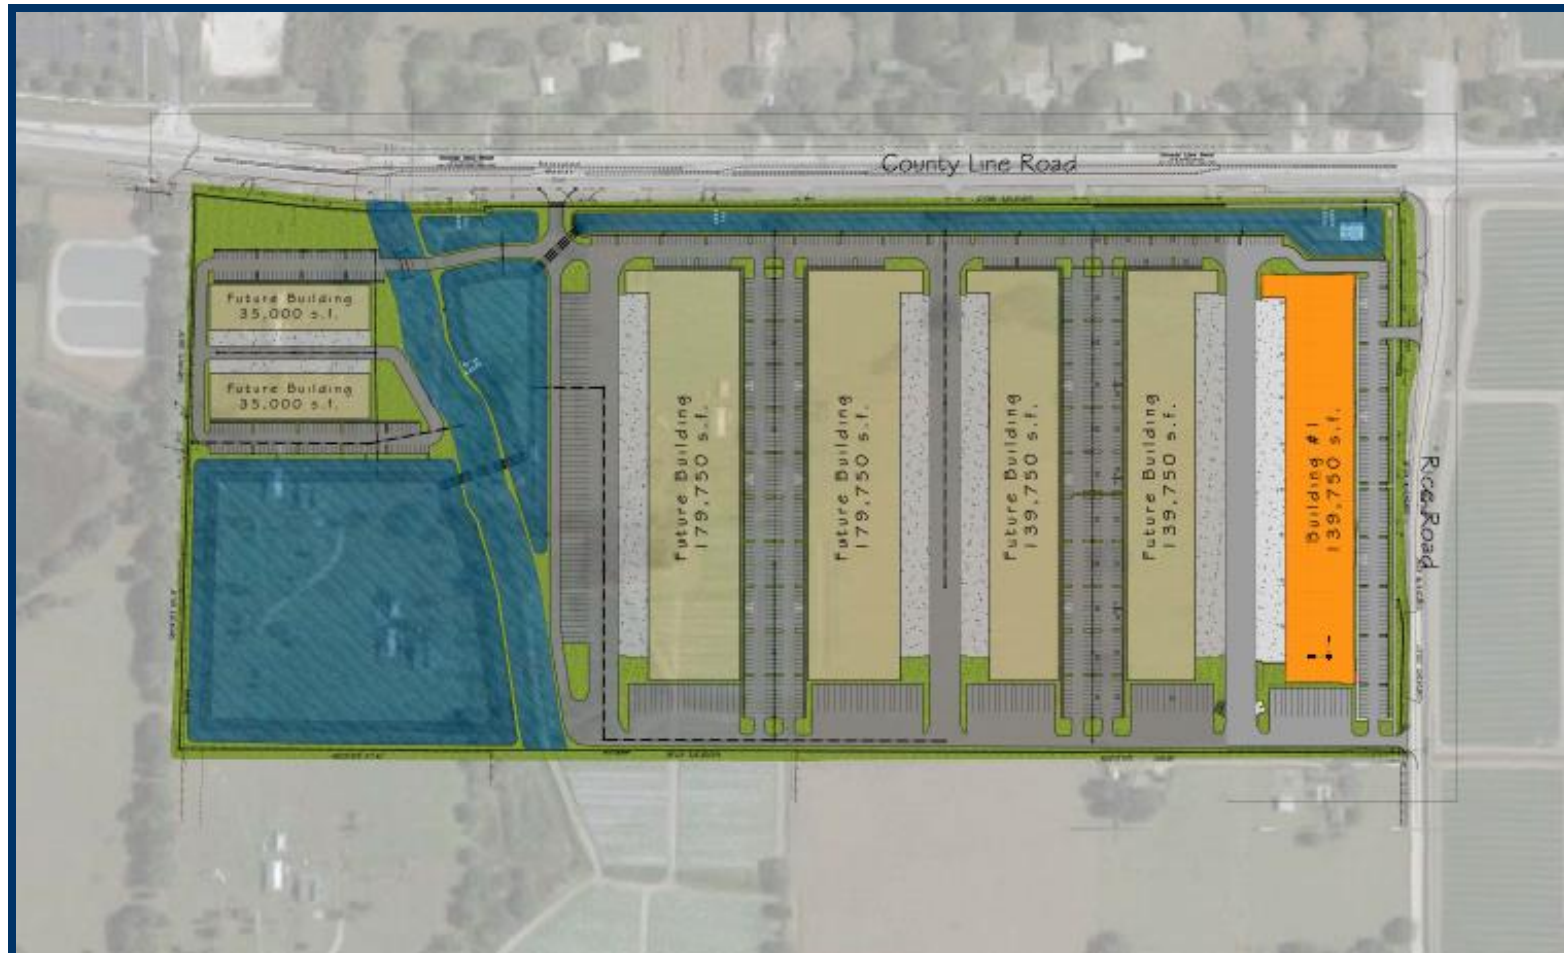 County Line Road
Future Building
35,000 s.f.
Future Building
35,000 s.f.
Future Building
179,750 s.f.
Future Building
179,750 s.f.
Future Building
139,750 s.f.
Future Building
139,750 s.f.
Building #1
139,750 s.f.
Rice Road